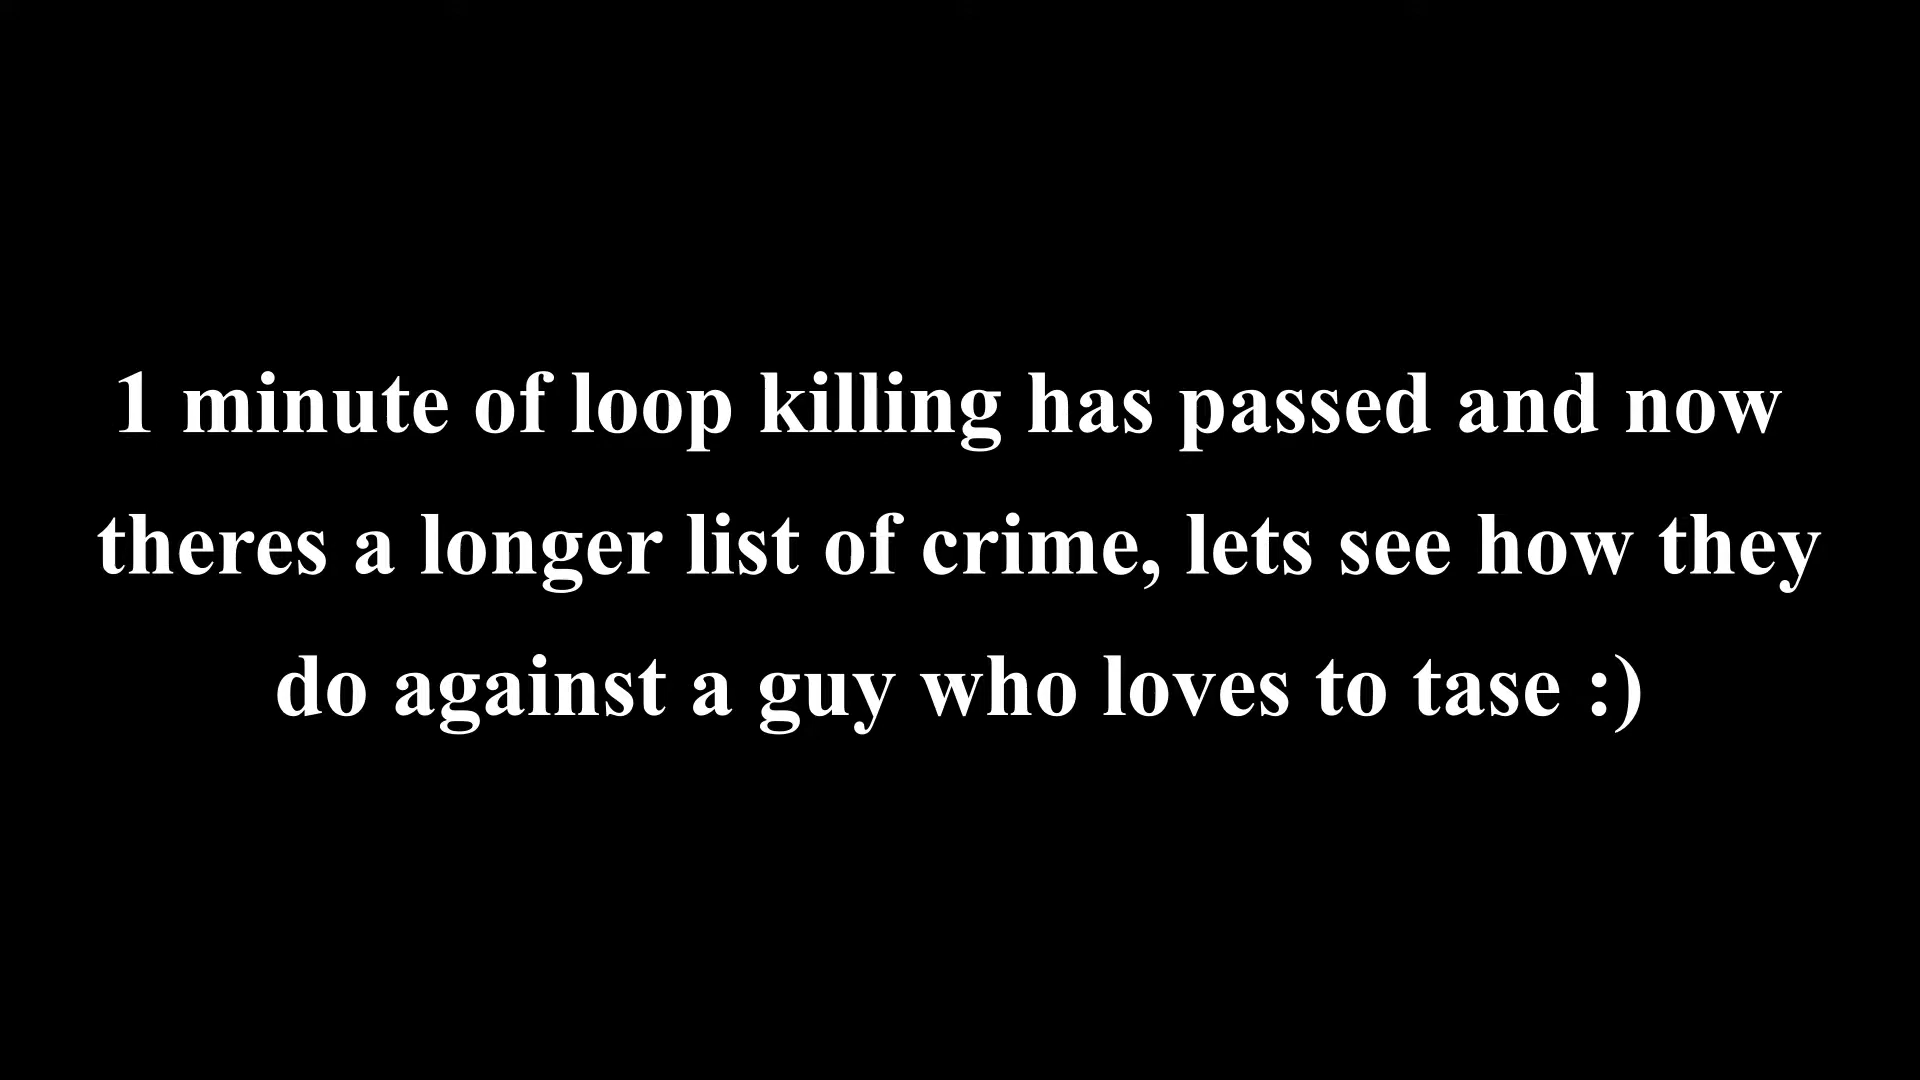 1 minute of loop killing has passed and now
theres a longer list of crime, lets see how they
do against a guy who loves to tase :)